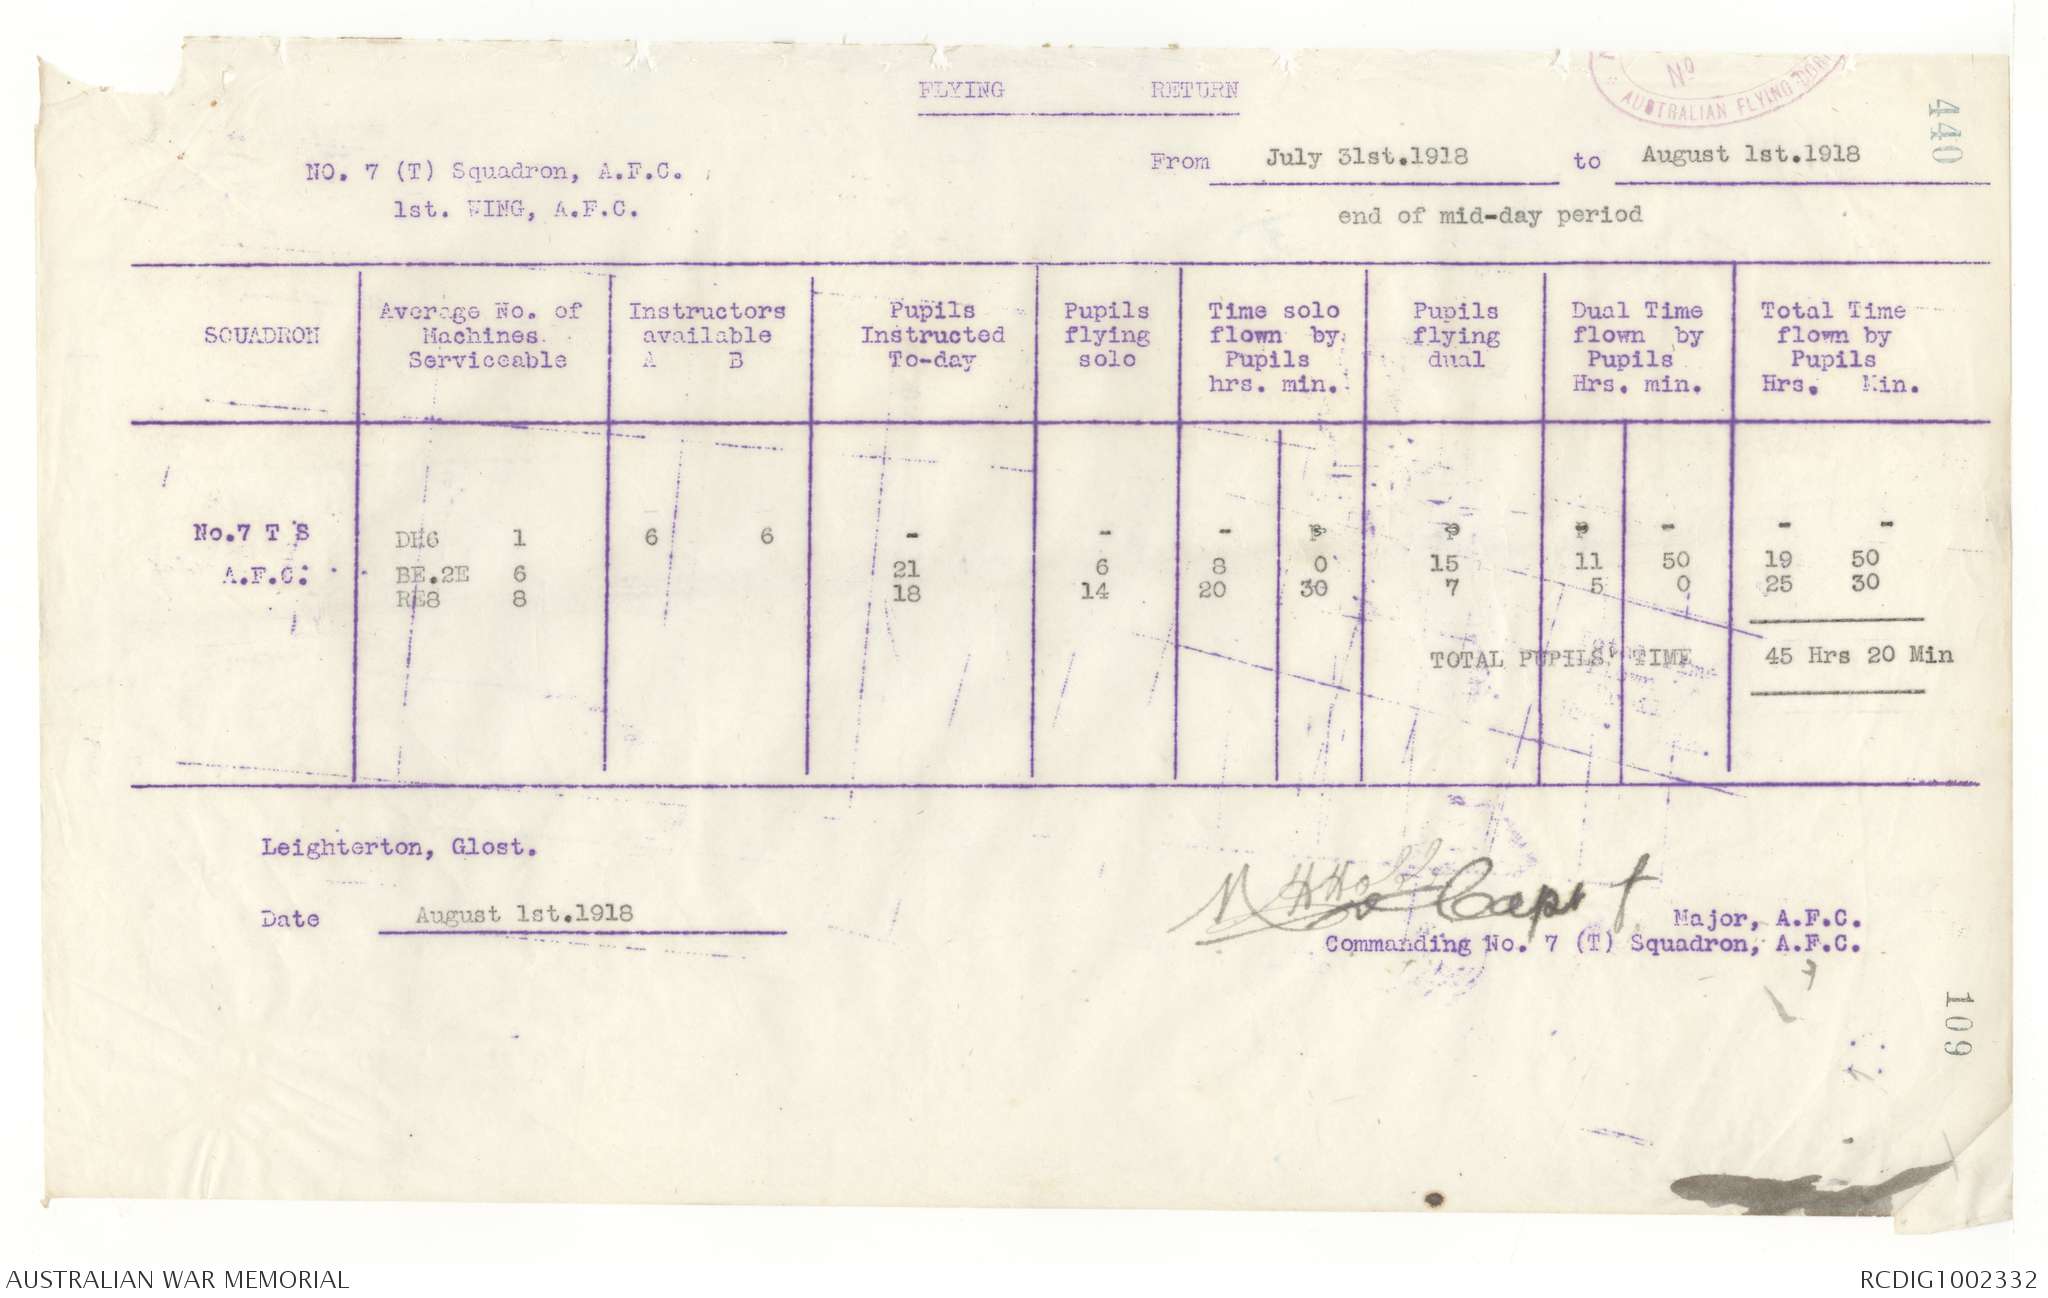 FLYING RETURN
Nº
AUSTRALIAN FLYING COR
440
NO. 7 (T) Squadron, A.F.C.
1st. WING, A.F.C.
From July 31st.1918 to August 1st.1918
end of mid-day period
SQUADRON
Average No. of
Machines
Serviceable
Instructors
available
A B
Pupils
Instructed
To-day
Pupils
flying
solo
Time solo
flown by
Pupils
hrs. min.
Pupils
flying
dual
Dual Time
flown by
Pupils
Hrs. min.
Total Time
flown by
Pupils
Hrs. Min.
No.7 T S DH6 1 6 6 - - - - - - - - -
A.F.C. BE.2E 6 21 6 8 0 15 11 50 19 50
RE8 8 18 14 20 30 7 5 0 25 30
TOTAL PUPILS' TIME 45 Hrs 20 Min
Leighterton, Glost.
Date August 1st.1918
Capt
Major, A.F.C.
Commanding No. 7 (T) Squadron, A.F.C.
109
AUSTRALIAN WAR MEMORIAL
RCDIG1002332